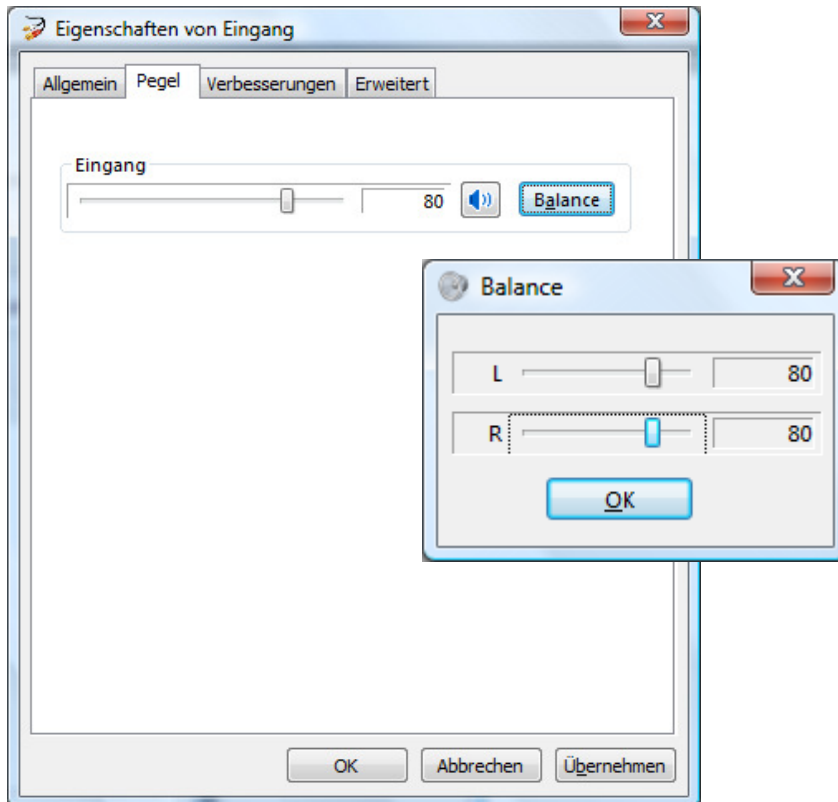 Eigenschaften von Eingang
Allgemein Pegel Verbesserungen Erweitert
Eingang
80 Balance
Balance
L 80
R 80
OK
OK Abbrechen Übernehmen